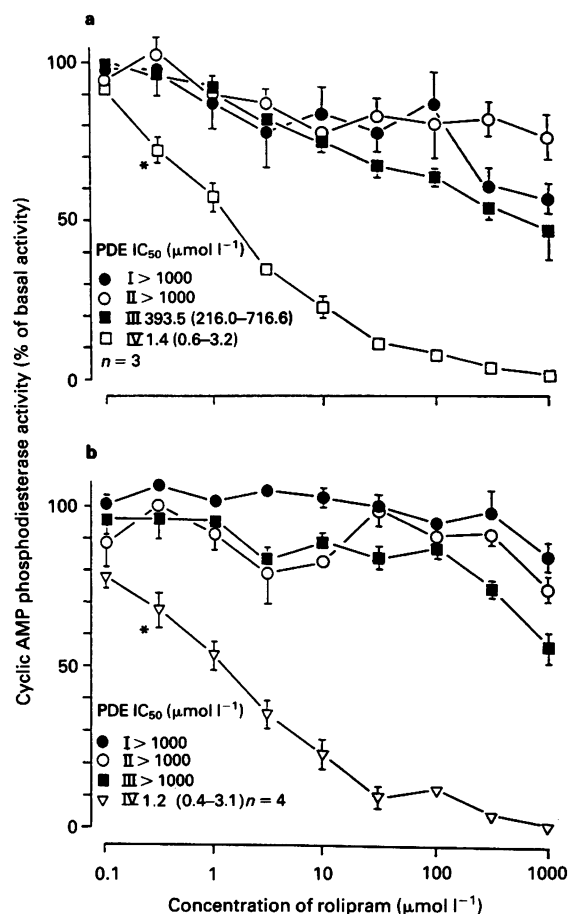 a
100
50
0
PDE IC₅₀ (μmol l⁻¹)
● I > 1000
○ II > 1000
■ III 393.5 (216.0–716.6)
□ IV 1.4 (0.6–3.2)
n = 3
*
b
100
50
0
PDE IC₅₀ (μmol l⁻¹)
● I > 1000
○ II > 1000
■ III > 1000
▽ IV 1.2 (0.4–3.1) n = 4
*
0.1 1 10 100 1000
Concentration of rolipram (μmol l⁻¹)
Cyclic AMP phosphodiesterase activity (% of basal activity)